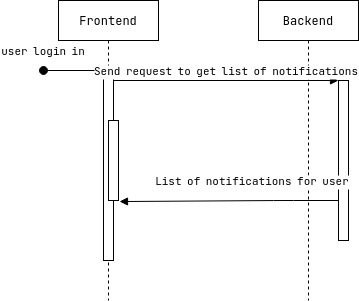 Frontend
Backend
user login in
Send request to get list of notifications
List of notifications for user